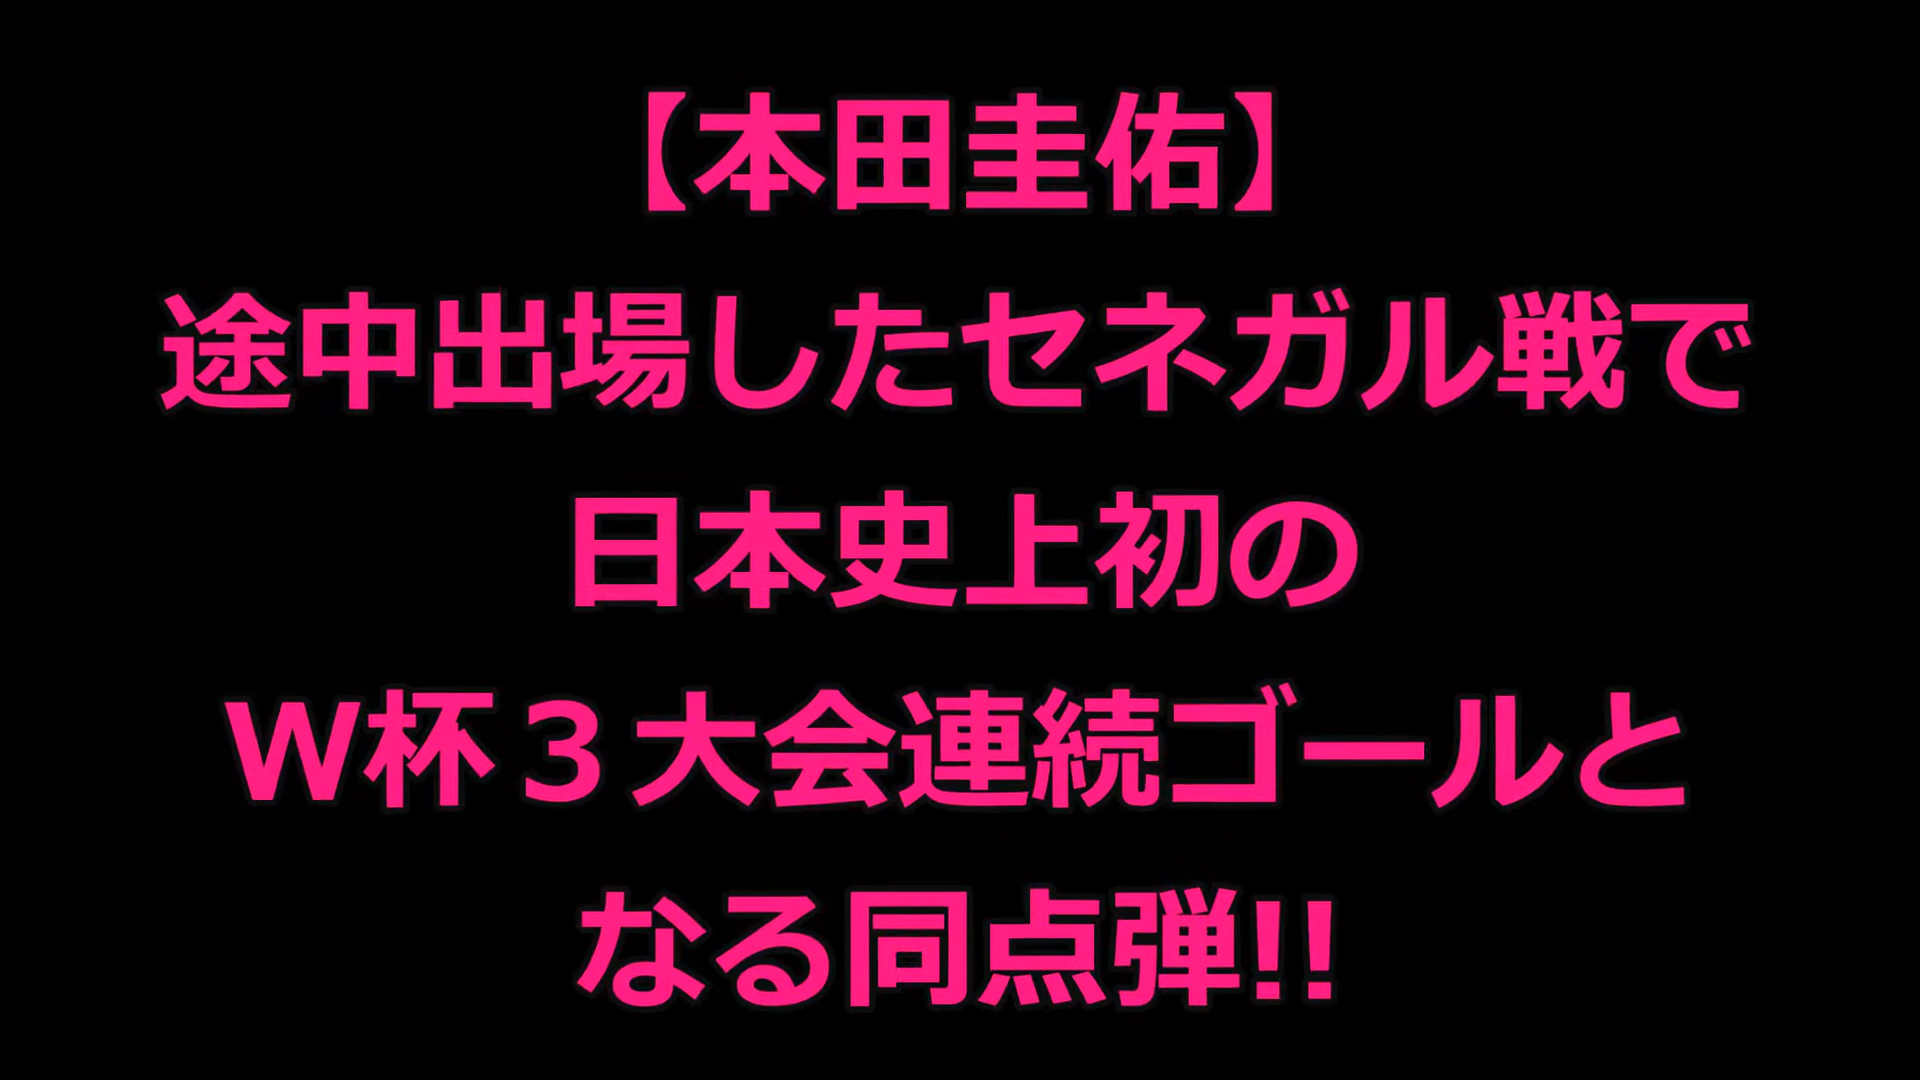 【本田圭佑】
途中出場したセネガル戦で
日本史上初の
W杯３大会連続ゴールと
なる同点弾!!